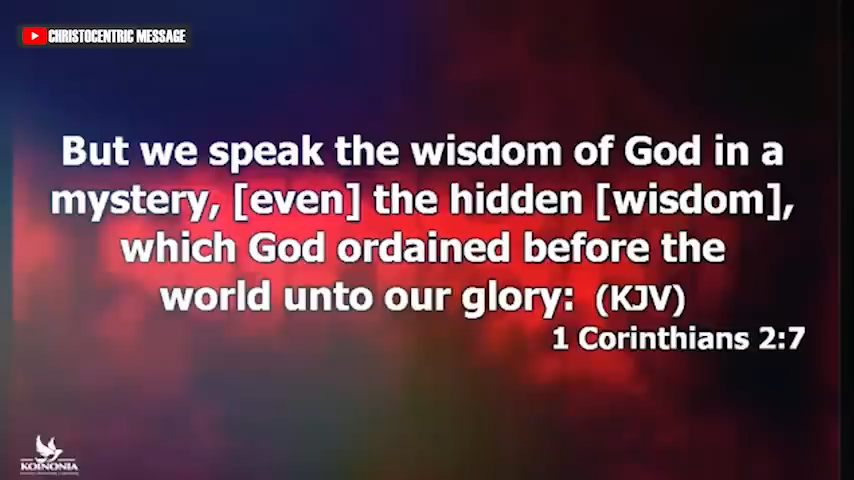 CHRISTOCENTRIC MESSAGE
But we speak the wisdom of God in a
mystery, [even] the hidden [wisdom],
which God ordained before the
world unto our glory: (KJV)
1 Corinthians 2:7
KOINONIA